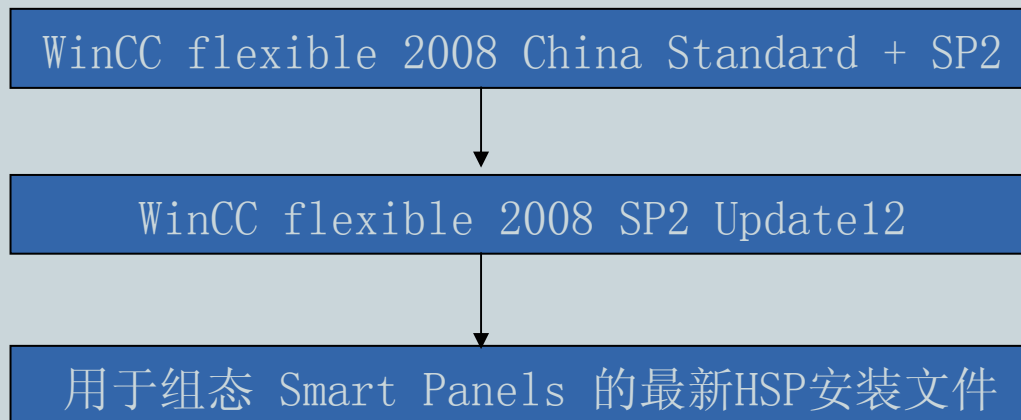 WinCC flexible 2008 China Standard + SP2
WinCC flexible 2008 SP2 Update12
用于组态 Smart Panels 的最新HSP安装文件